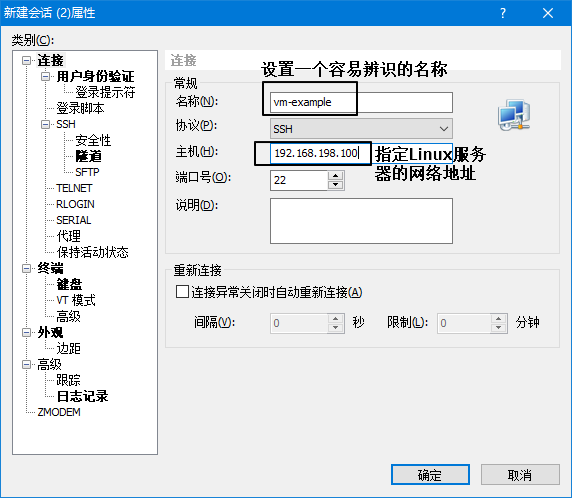 新建会话 (2)属性
?
类别(C):
连接
用户身份验证
登录提示符
登录脚本
SSH
安全性
隧道
SFTP
TELNET
RLOGIN
SERIAL
代理
保持活动状态
终端
键盘
VT 模式
高级
外观
边距
高级
跟踪
日志记录
ZMODEM
连接
设置一个容易辨识的名称
常规
名称(N):
vm-example
协议(P):
SSH
主机(H):
192.168.198.100
指定Linux服务
器的网络地址
端口号(O):
22
说明(D):
重新连接
连接异常关闭时自动重新连接(A)
间隔(V):
0
秒
限制(L):
0
分钟
确定
取消